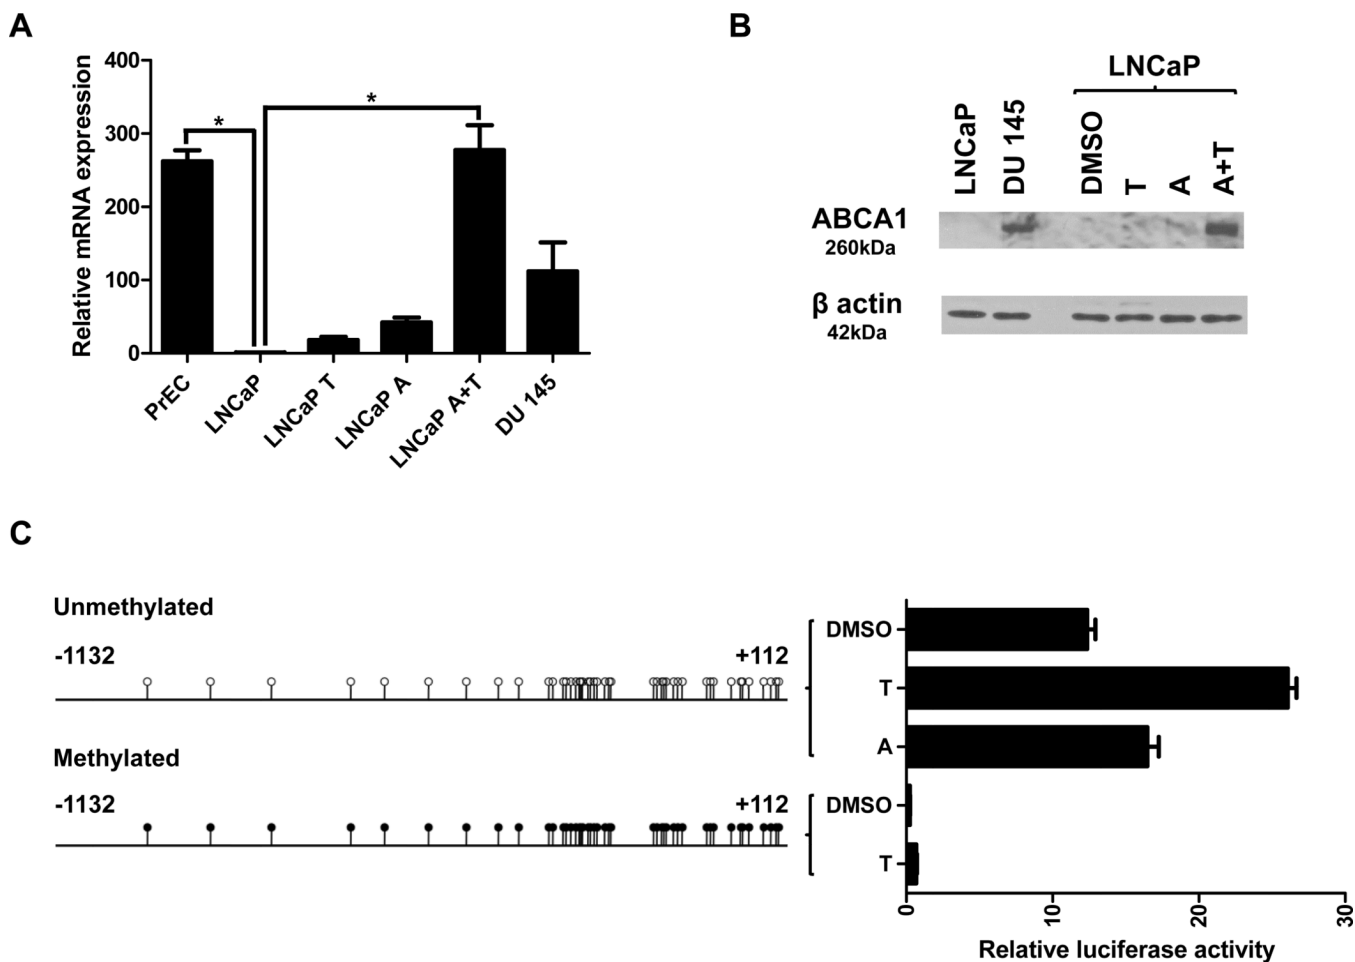 A
Relative mRNA expression
400
300
200
100
0
*
*
PrEC
LNCaP
LNCaP T
LNCaP A
LNCaP A+T
DU 145
B
LNCaP
LNCaP
DU 145
DMSO
T
A
A+T
ABCA1
260kDa
β actin
42kDa
C
Unmethylated
-1132
+112
Methylated
-1132
+112
DMSO
T
A
DMSO
T
0
10
20
30
Relative luciferase activity